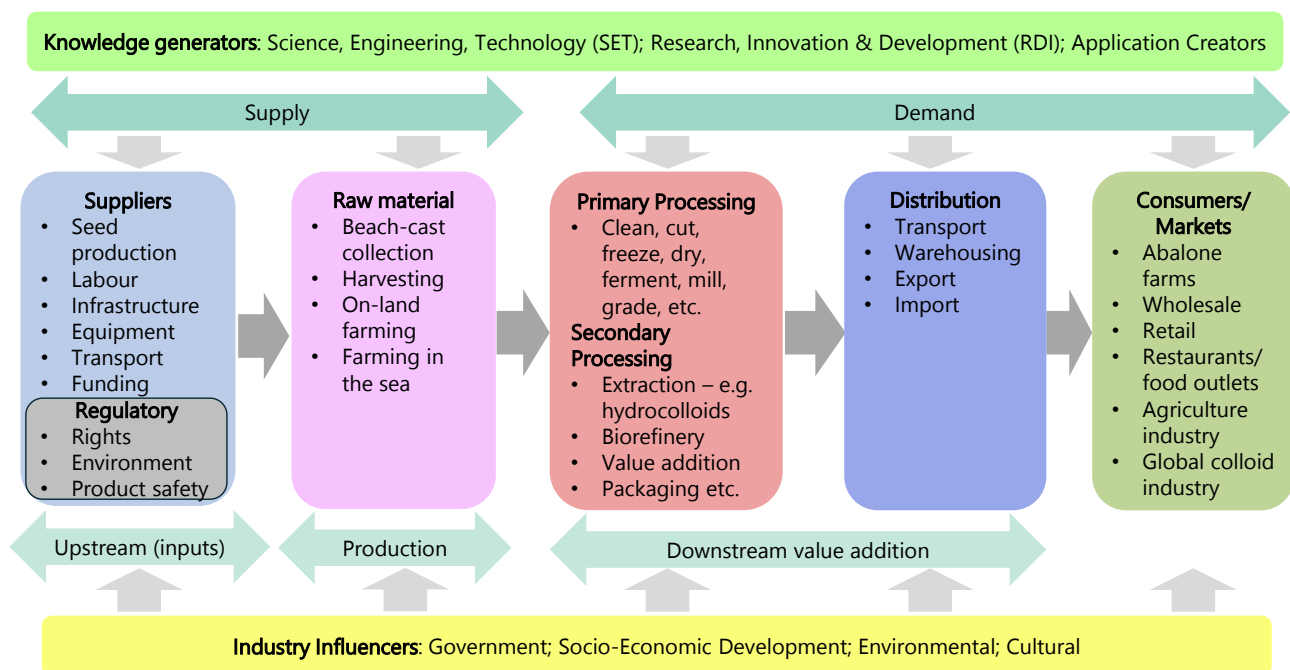 Knowledge generators: Science, Engineering, Technology (SET); Research, Innovation & Development (RDI); Application Creators
Supply
Demand
Suppliers
• Seed
production
• Labour
• Infrastructure
• Equipment
• Transport
• Funding
Regulatory
• Rights
• Environment
• Product safety
Raw material
• Beach-cast
collection
• Harvesting
• On-land
farming
• Farming in
the sea
Primary Processing
• Clean, cut,
freeze, dry,
ferment, mill,
grade, etc.
Secondary
Processing
• Extraction – e.g.
hydrocolloids
• Biorefinery
• Value addition
• Packaging etc.
Distribution
• Transport
• Warehousing
• Export
• Import
Consumers/
Markets
• Abalone
farms
• Wholesale
• Retail
• Restaurants/
food outlets
• Agriculture
industry
• Global colloid
industry
Upstream (inputs)
Production
Downstream value addition
Industry Influencers: Government; Socio-Economic Development; Environmental; Cultural